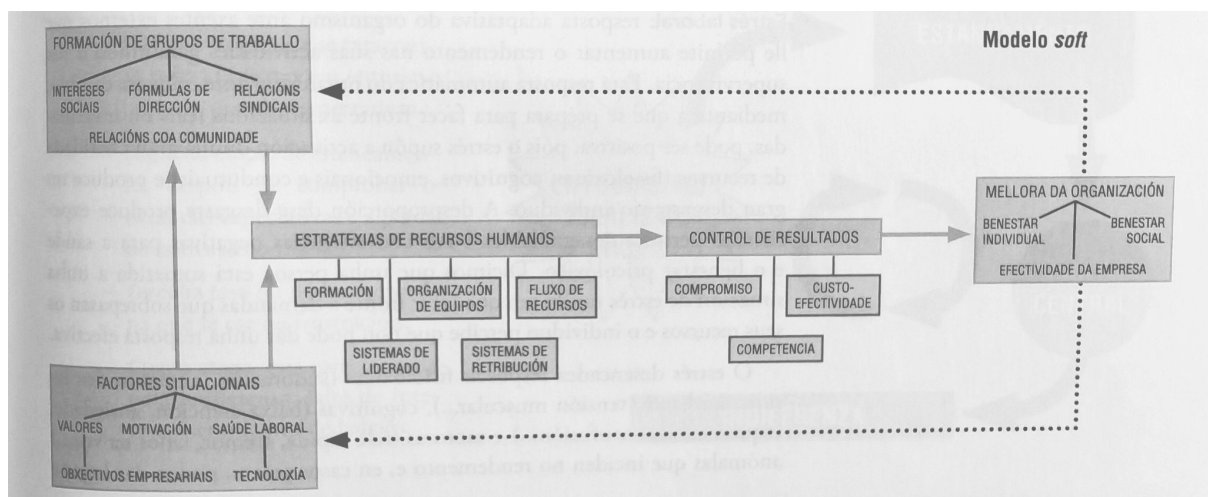 Modelo soft
FORMACIÓN DE GRUPOS DE TRABALLO
INTERESES
SOCIAIS
FÓRMULAS DE
DIRECCIÓN
RELACIÓNS
SINDICAIS
RELACIÓNS COA COMUNIDADE
ESTRATEXIAS DE RECURSOS HUMANOS
FORMACIÓN
ORGANIZACIÓN
DE EQUIPOS
FLUXO DE
RECURSOS
SISTEMAS DE
LIDERADO
SISTEMAS DE
RETRIBUCIÓN
CONTROL DE RESULTADOS
COMPROMISO
CUSTO-
EFECTIVIDADE
COMPETENCIA
MELLORA DA ORGANIZACIÓN
BENESTAR
INDIVIDUAL
BENESTAR
SOCIAL
EFECTIVIDADE DA EMPRESA
FACTORES SITUACIONAIS
VALORES
MOTIVACIÓN
SAÚDE LABORAL
OBXECTIVOS EMPRESARIAIS
TECNOLOXÍA